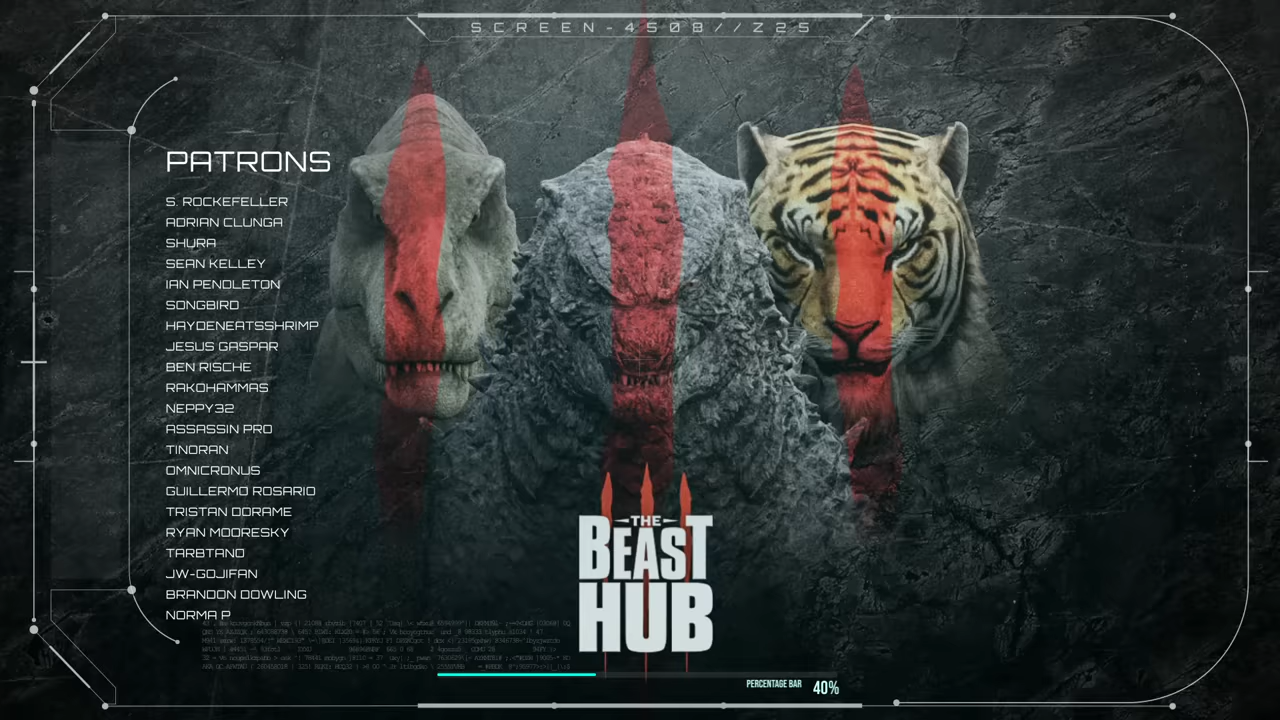 SCREEN-450B//Z25
PATRONS
S. ROCKEFELLER
ADRIAN CLUNGA
SHURA
SEAN KELLEY
IAN PENDLETON
SONGBIRD
HAYDENEATSSHRIMP
JESUS GASPAR
BEN RISCHE
RAKOHAMMAS
NEPPY32
ASSASSIN PRO
TINORAN
OMNICRONUS
GUILLERMO ROSARIO
TRISTAN DORAME
RYAN MOORESKY
TARBTANO
JW-GOJIFAN
BRANDON DOWLING
NORMA P
THE
BEAST
HUB
PERCENTAGE BAR 40%